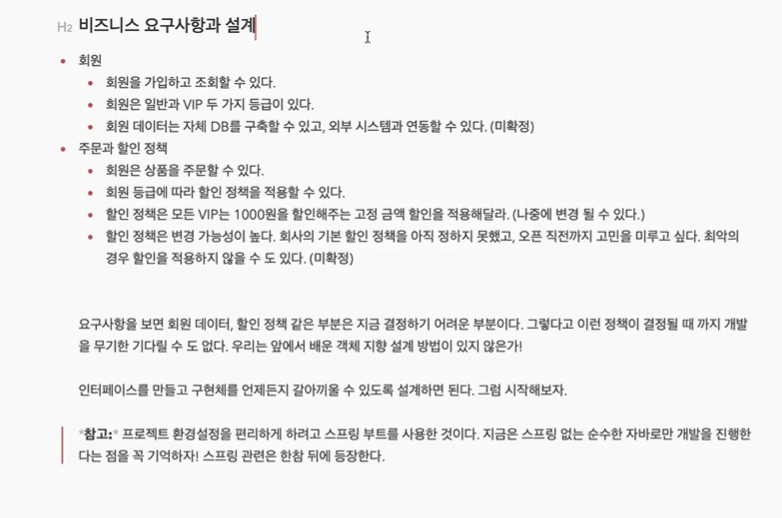 H2 비즈니스 요구사항과 설계
• 회원
• 회원을 가입하고 조회할 수 있다.
• 회원은 일반과 VIP 두 가지 등급이 있다.
• 회원 데이터는 자체 DB를 구축할 수 있고, 외부 시스템과 연동할 수 있다. (미확정)
• 주문과 할인 정책
• 회원은 상품을 주문할 수 있다.
• 회원 등급에 따라 할인 정책을 적용할 수 있다.
• 할인 정책은 모든 VIP는 1000원을 할인해주는 고정 금액 할인을 적용해달라. (나중에 변경 될 수 있다.)
• 할인 정책은 변경 가능성이 높다. 회사의 기본 할인 정책을 아직 정하지 못했고, 오픈 직전까지 고민을 미루고 싶다. 최악의
경우 할인을 적용하지 않을 수 도 있다. (미확정)
요구사항을 보면 회원 데이터, 할인 정책 같은 부분은 지금 결정하기 어려운 부분이다. 그렇다고 이런 정책이 결정될 때 까지 개발
을 무기한 기다릴 수 도 없다. 우리는 앞에서 배운 객체 지향 설계 방법이 있지 않은가!
인터페이스를 만들고 구현체를 언제든지 갈아끼울 수 있도록 설계하면 된다. 그럼 시작해보자.
*참고:* 프로젝트 환경설정을 편리하게 하려고 스프링 부트를 사용한 것이다. 지금은 스프링 없는 순수한 자바로만 개발을 진행한
다는 점을 꼭 기억하자! 스프링 관련은 한참 뒤에 등장한다.